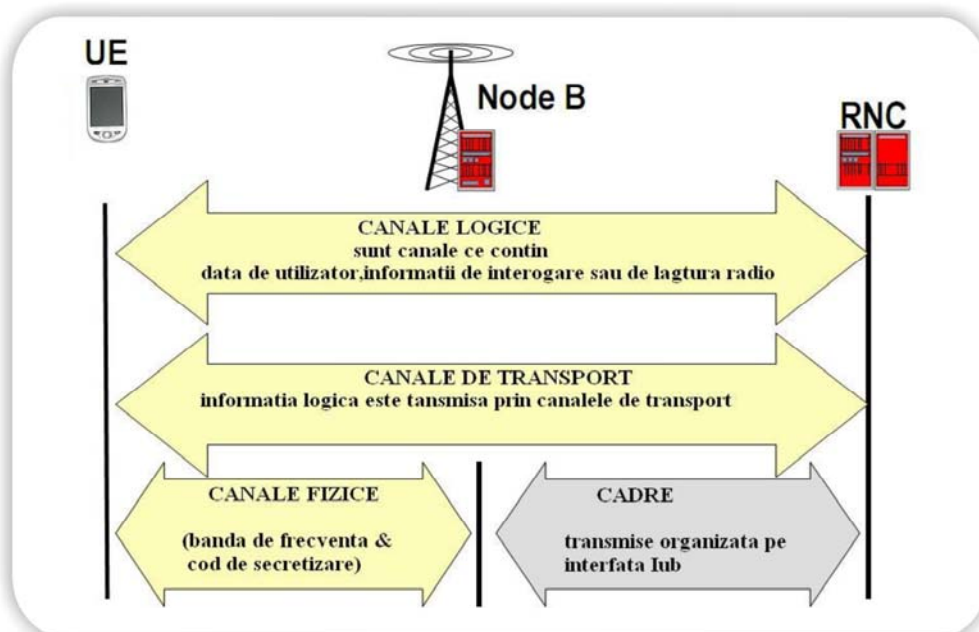 UE
Node B
RNC
CANALE LOGICE
sunt canale ce contin
data de utilizator,informatii de interogare sau de lagtura radio
CANALE DE TRANSPORT
informatia logica este tansmisa prin canalele de transport
CANALE FIZICE
(banda de frecventa &
cod de secretizare)
CADRE
transmise organizata pe
interfata Iub